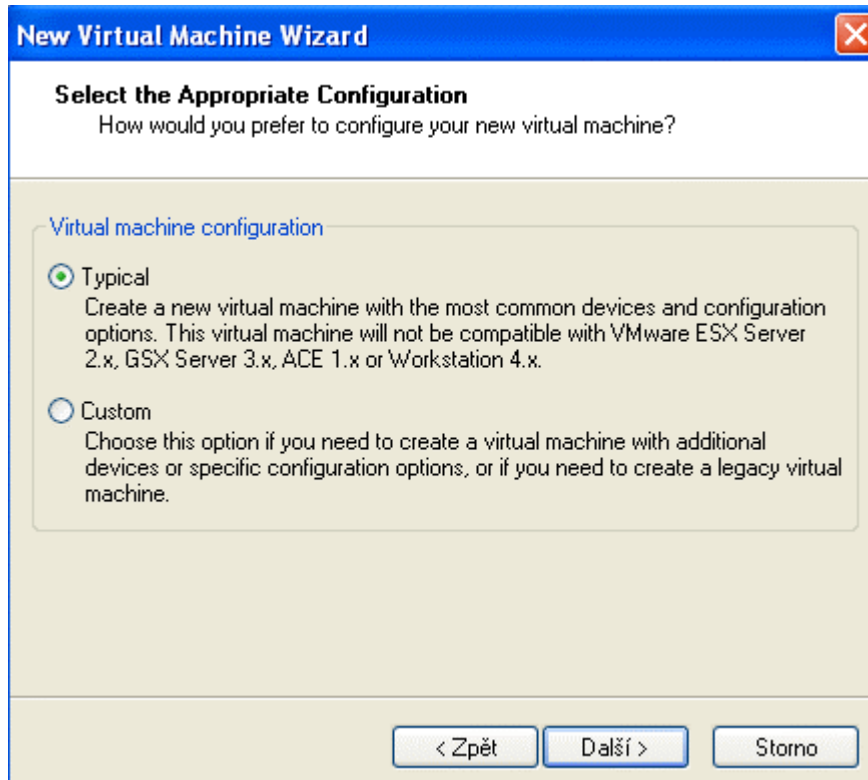 New Virtual Machine Wizard
Select the Appropriate Configuration
How would you prefer to configure your new virtual machine?
Virtual machine configuration
Typical
Create a new virtual machine with the most common devices and configuration
options. This virtual machine will not be compatible with VMware ESX Server
2.x, GSX Server 3.x, ACE 1.x or Workstation 4.x.
Custom
Choose this option if you need to create a virtual machine with additional
devices or specific configuration options, or if you need to create a legacy virtual
machine.
< Zpět Další > Storno